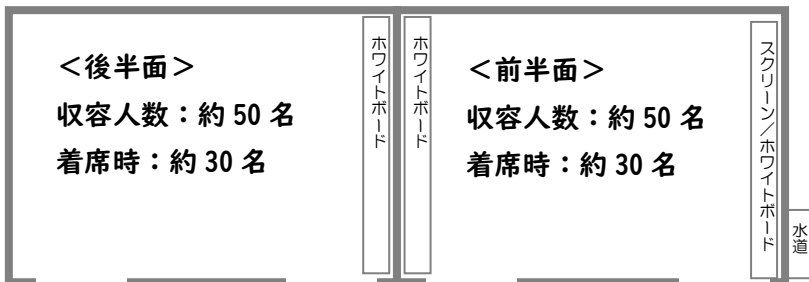 ＜後半面＞
収容人数：約 50 名
着席時：約 30 名
ホワイトボード
ホワイトボード
＜前半面＞
収容人数：約 50 名
着席時：約 30 名
スクリーン／ホワイトボード
水道